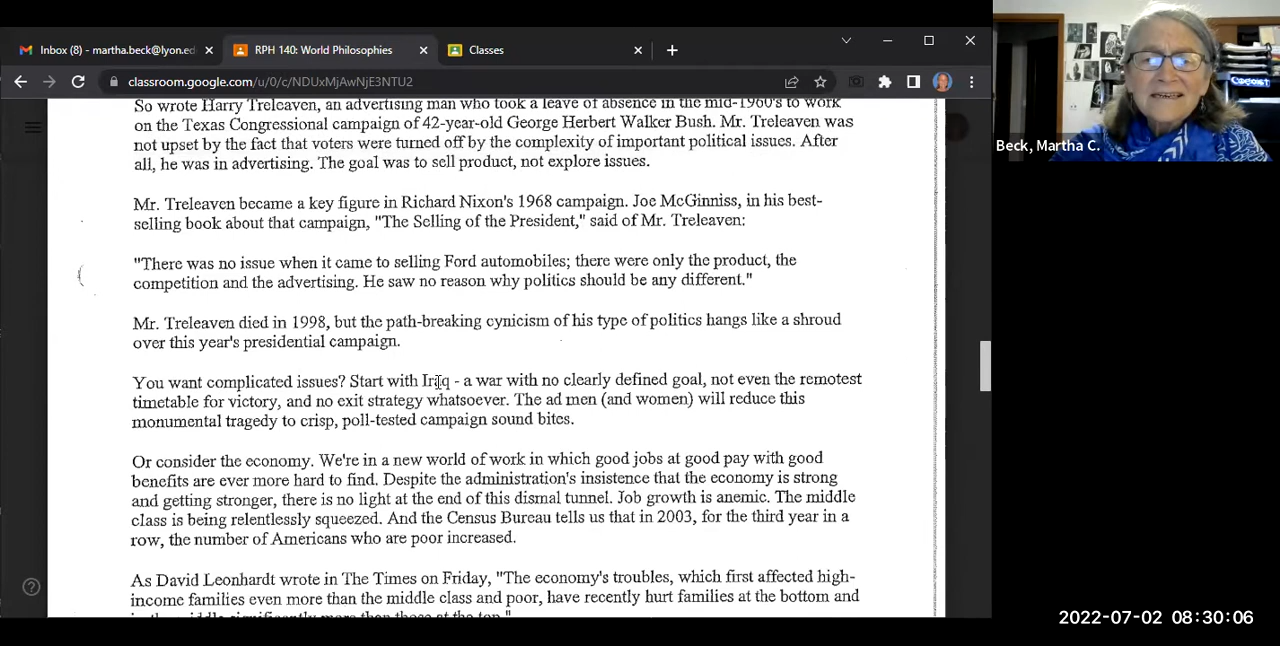 Inbox (8) - martha.beck@lyon.ed
RPH 140: World Philosophies
Classes
classroom.google.com/u/0/c/NDUxMjAwNjE3NTU2
So wrote Harry Treleaven, an advertising man who took a leave of absence in the mid-1960's to work
on the Texas Congressional campaign of 42-year-old George Herbert Walker Bush. Mr. Treleaven was
not upset by the fact that voters were turned off by the complexity of important political issues. After
all, he was in advertising. The goal was to sell product, not explore issues.
Mr. Treleaven became a key figure in Richard Nixon's 1968 campaign. Joe McGinniss, in his best-
selling book about that campaign, "The Selling of the President," said of Mr. Treleaven:
"There was no issue when it came to selling Ford automobiles; there were only the product, the
competition and the advertising. He saw no reason why politics should be any different."
Mr. Treleaven died in 1998, but the path-breaking cynicism of his type of politics hangs like a shroud
over this year's presidential campaign.
You want complicated issues? Start with Iraq - a war with no clearly defined goal, not even the remotest
timetable for victory, and no exit strategy whatsoever. The ad men (and women) will reduce this
monumental tragedy to crisp, poll-tested campaign sound bites.
Or consider the economy. We're in a new world of work in which good jobs at good pay with good
benefits are ever more hard to find. Despite the administration's insistence that the economy is strong
and getting stronger, there is no light at the end of this dismal tunnel. Job growth is anemic. The middle
class is being relentlessly squeezed. And the Census Bureau tells us that in 2003, for the third year in a
row, the number of Americans who are poor increased.
As David Leonhardt wrote in The Times on Friday, "The economy's troubles, which first affected high-
income families even more than the middle class and poor, have recently hurt families at the bottom and
in the middle significantly more than those at the top."
Beck, Martha C.
2022-07-02 08:30:06